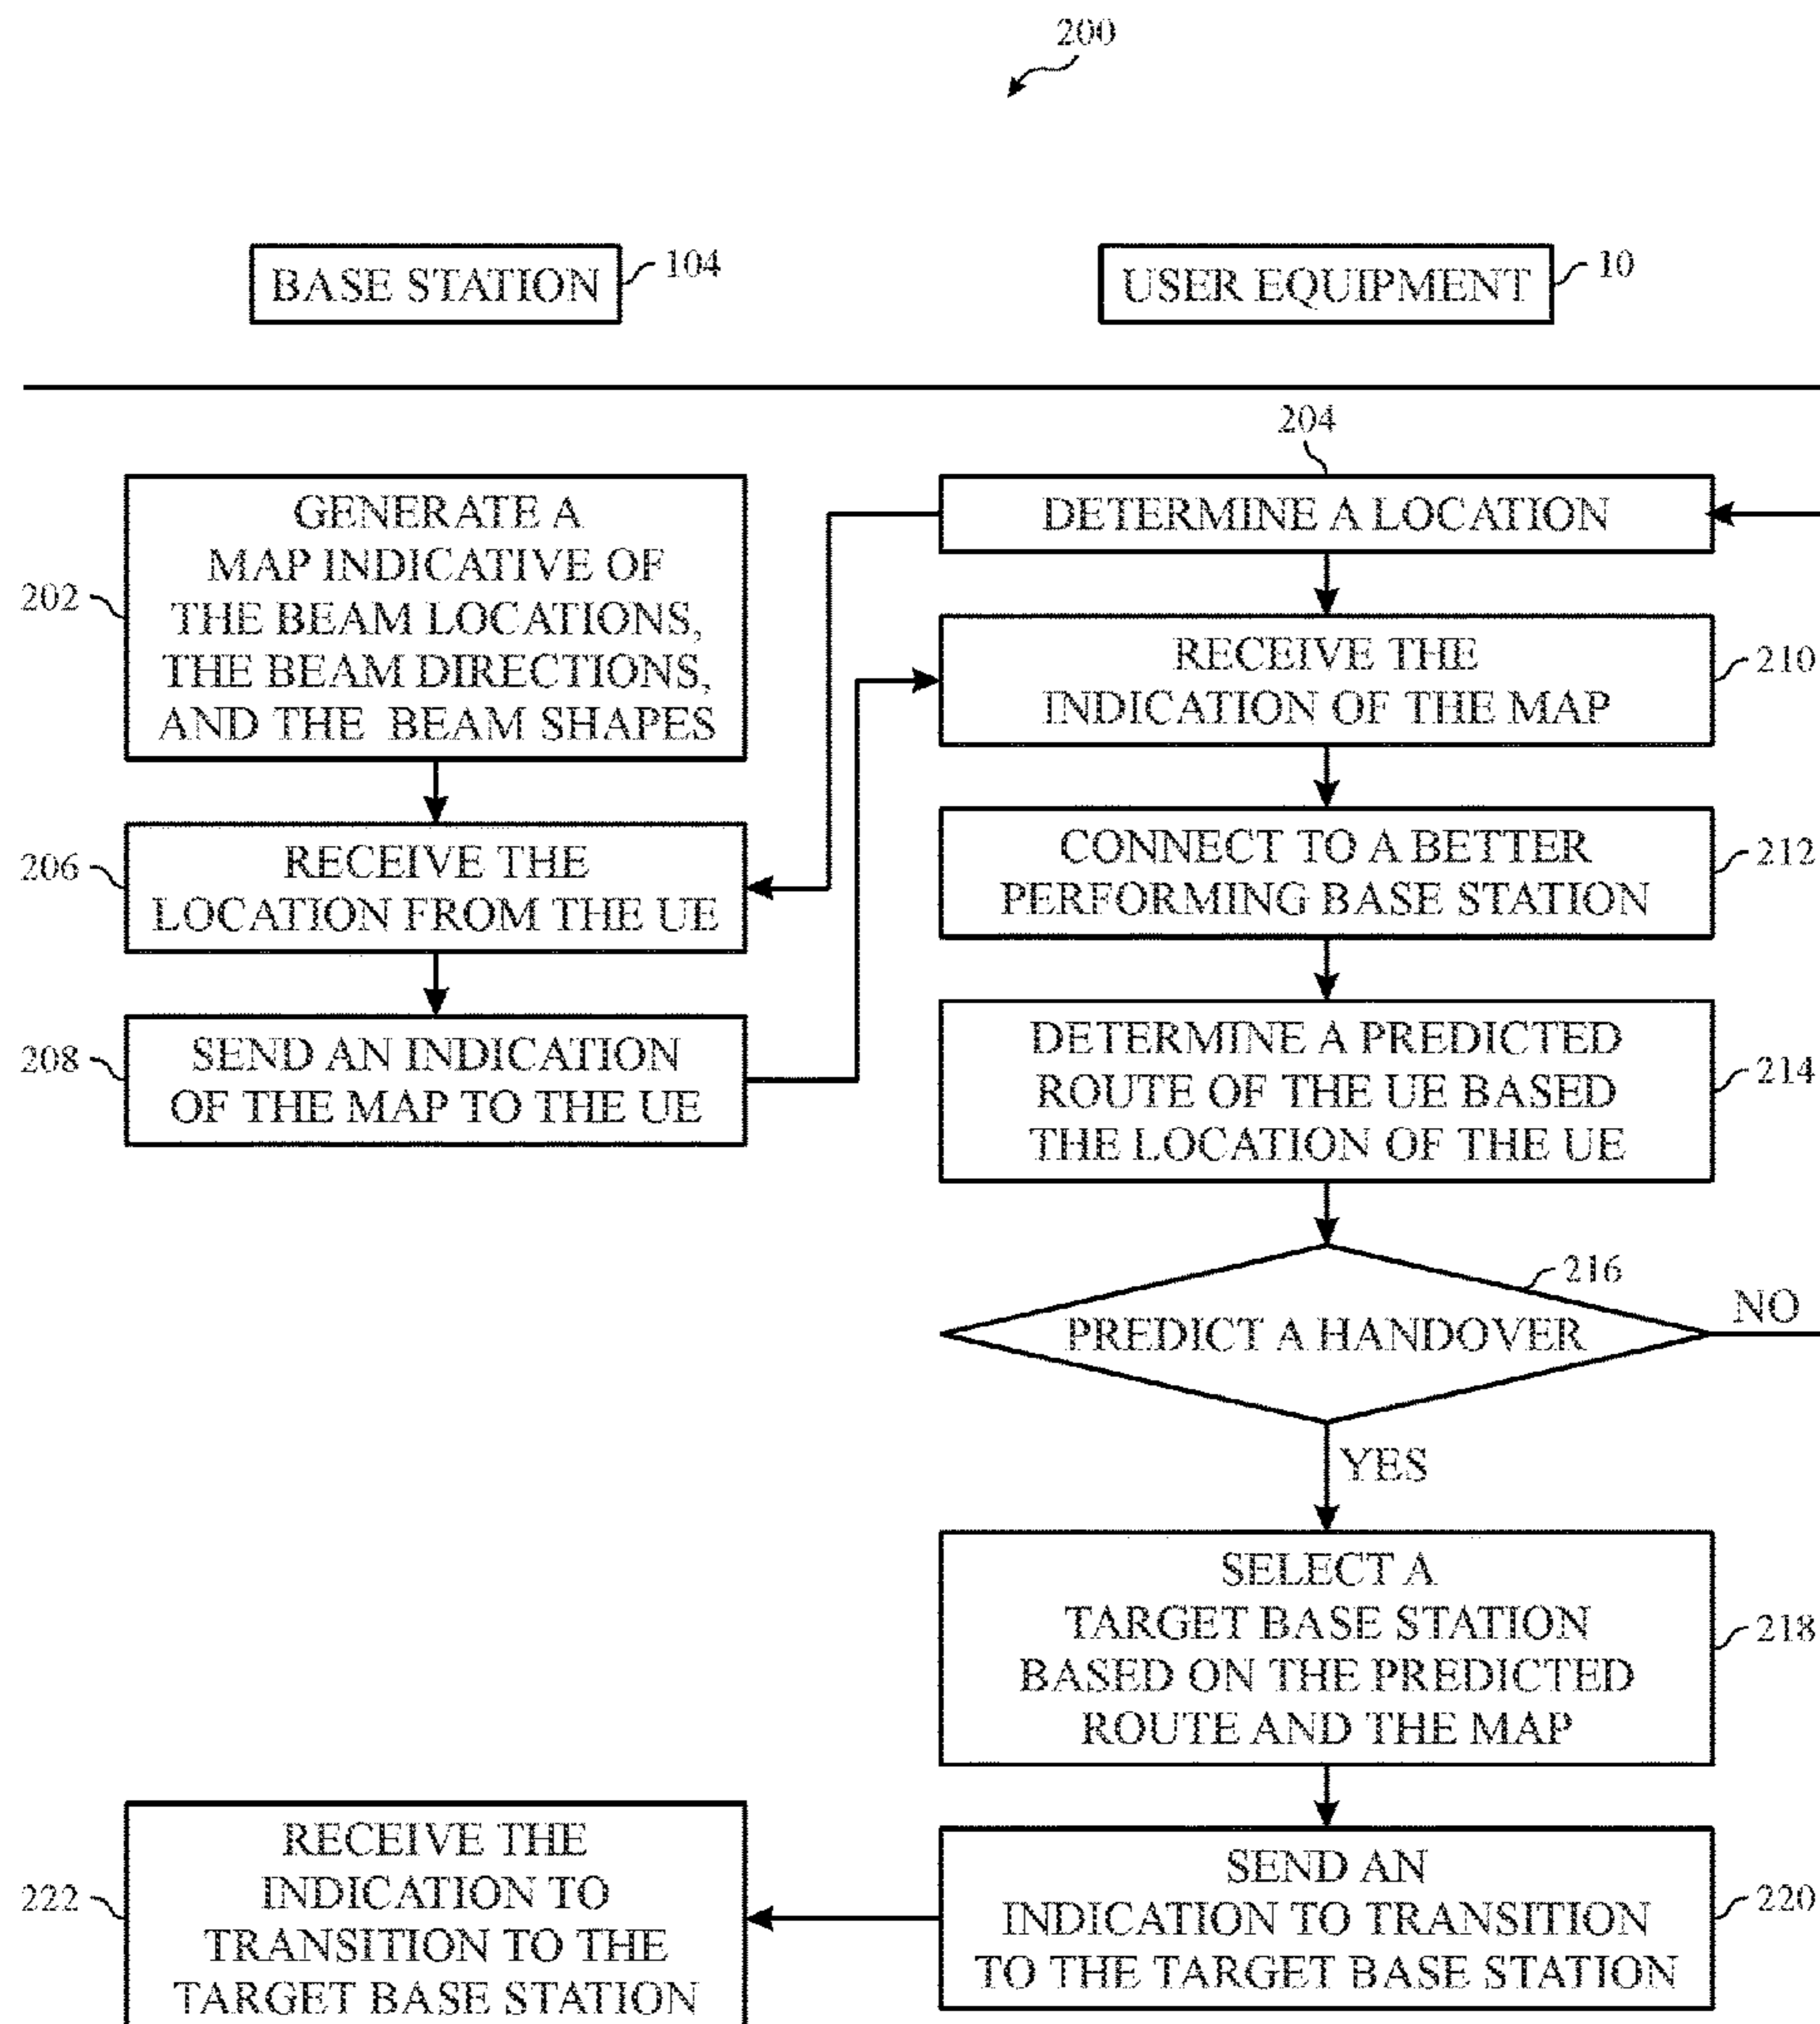 200
BASE STATION
104
USER EQUIPMENT
10
204
DETERMINE A LOCATION
202
GENERATE A
MAP INDICATIVE OF
THE BEAM LOCATIONS,
THE BEAM DIRECTIONS,
AND THE BEAM SHAPES
RECEIVE THE
INDICATION OF THE MAP
210
206
RECEIVE THE
LOCATION FROM THE UE
CONNECT TO A BETTER
PERFORMING BASE STATION
212
208
SEND AN INDICATION
OF THE MAP TO THE UE
DETERMINE A PREDICTED
ROUTE OF THE UE BASED
THE LOCATION OF THE UE
214
216
PREDICT A HANDOVER
NO
YES
SELECT A
TARGET BASE STATION
BASED ON THE PREDICTED
ROUTE AND THE MAP
218
222
RECEIVE THE
INDICATION TO
TRANSITION TO THE
TARGET BASE STATION
SEND AN
INDICATION TO TRANSITION
TO THE TARGET BASE STATION
220